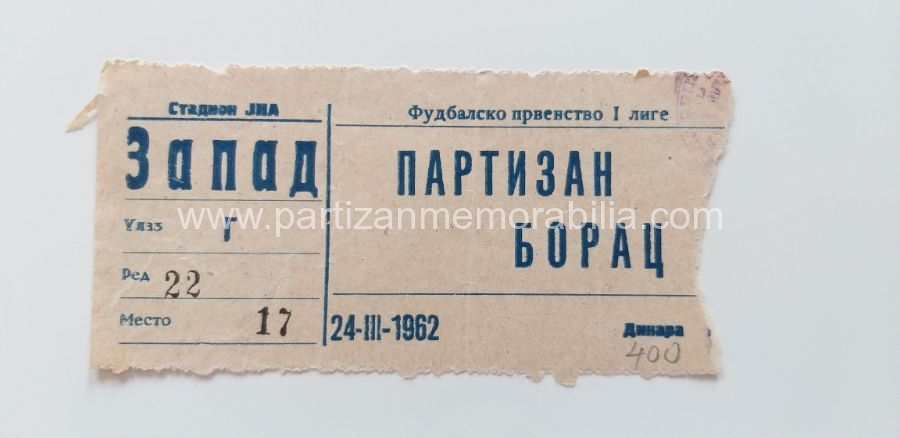 Стадион ЈНА
Запад
Улаз Г
Ред 22
Место 17
Фудбалско првенство I лиге
ПАРТИЗАН
БОРАЦ
24-III-1962
Динара
400
www.partizanmemorabilia.com